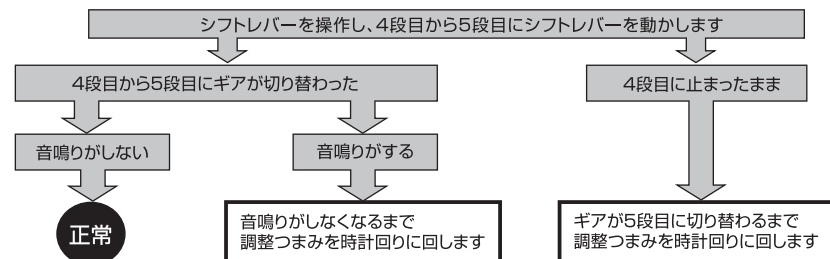 シフトレバーを操作し、4段目から5段目にシフトレバーを動かします
4段目から5段目にギアが切り替わった
4段目に止まったまま
音鳴りがしない
音鳴りがする
正常
音鳴りがしなくなるまで
調整つまみを時計回りに回します
ギアが5段目に切り替わるまで
調整つまみを時計回りに回します